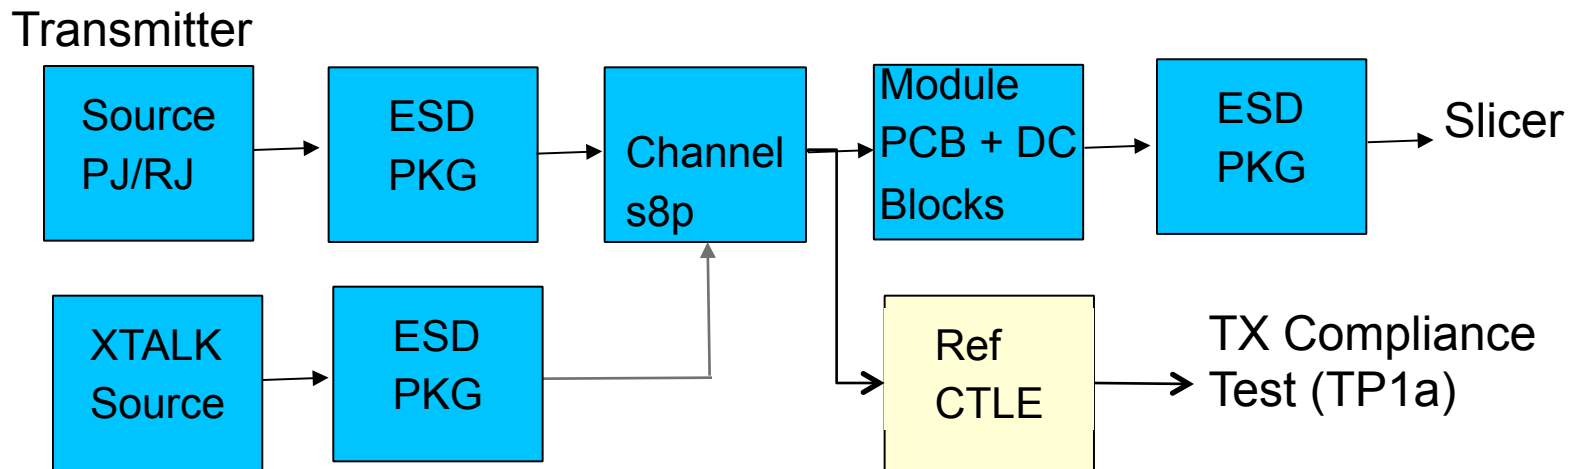 Transmitter
Source
PJ/RJ
ESD
PKG
Channel
s8p
Module
PCB + DC
Blocks
ESD
PKG
Slicer
XTALK
Source
ESD
PKG
Ref
CTLE
TX Compliance
Test (TP1a)